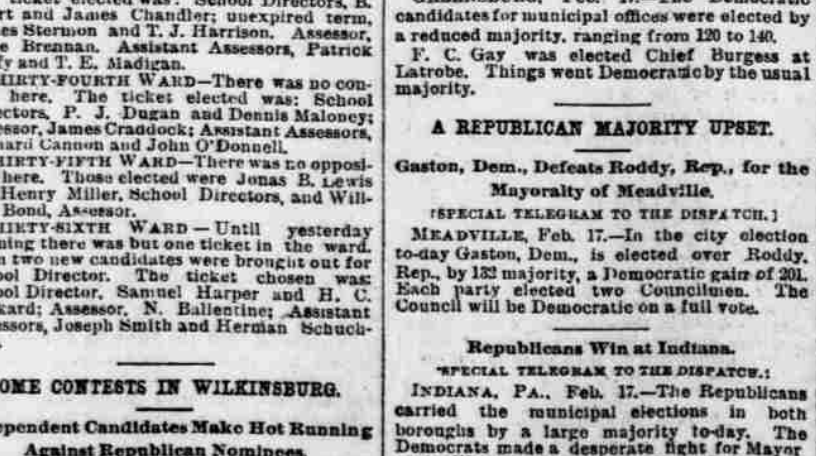 ticket elected was: School Directors, B.
rt and James Chandler; unexpired term,
es Stermon and T. J. Harrison. Assessor,
e Brennan. Assistant Assessors, Patrick
y and T. E. Madigan.
HIRTY-FOURTH WARD—There was no con-
here. The ticket elected was: School
ectors, P. J. Dugan and Dennis Maloney;
essor, James Craddock; Assistant Assessors,
hard Cannon and John O'Donnell.
HIRTY-FIFTH WARD—There was no opposi-
here. Those elected were Jonas B. Lewis
Henry Miller, School Directors, and Will-
Bond, Assessor.
HIRTY-SIXTH WARD — Until yesterday
ning there was but one ticket in the ward.
n two new candidates were brought out for
ool Director. The ticket chosen was:
ool Director, Samuel Harper and H. C.
kard; Assessor, N. Ballentine; Assistant
essors, Joseph Smith and Herman Schuch-
OME CONTESTS IN WILKINSBURG.
ependent Candidates Make Hot Running
Against Republican Nominees.
candidates for municipal offices were elected by
a reduced majority, ranging from 120 to 140.
F. C. Gay was elected Chief Burgess at
Latrobe. Things went Democratic by the usual
majority.
A REPUBLICAN MAJORITY UPSET.
Gaston, Dem., Defeats Roddy, Rep., for the
Mayoralty of Meadville.
[SPECIAL TELEGRAM TO THE DISPATCH.]
MEADVILLE, Feb. 17.—In the city election
to-day Gaston, Dem., is elected over Roddy,
Rep., by 132 majority, a Democratic gain of 201.
Each party elected two Councilmen. The
Council will be Democratic on a full vote.
Republicans Win at Indiana.
SPECIAL TELEGRAM TO THE DISPATCH.]
INDIANA, PA., Feb. 17.—The Republicans
carried the municipal elections in both
boroughs by a large majority to-day. The
Democrats made a desperate fight for Mayor